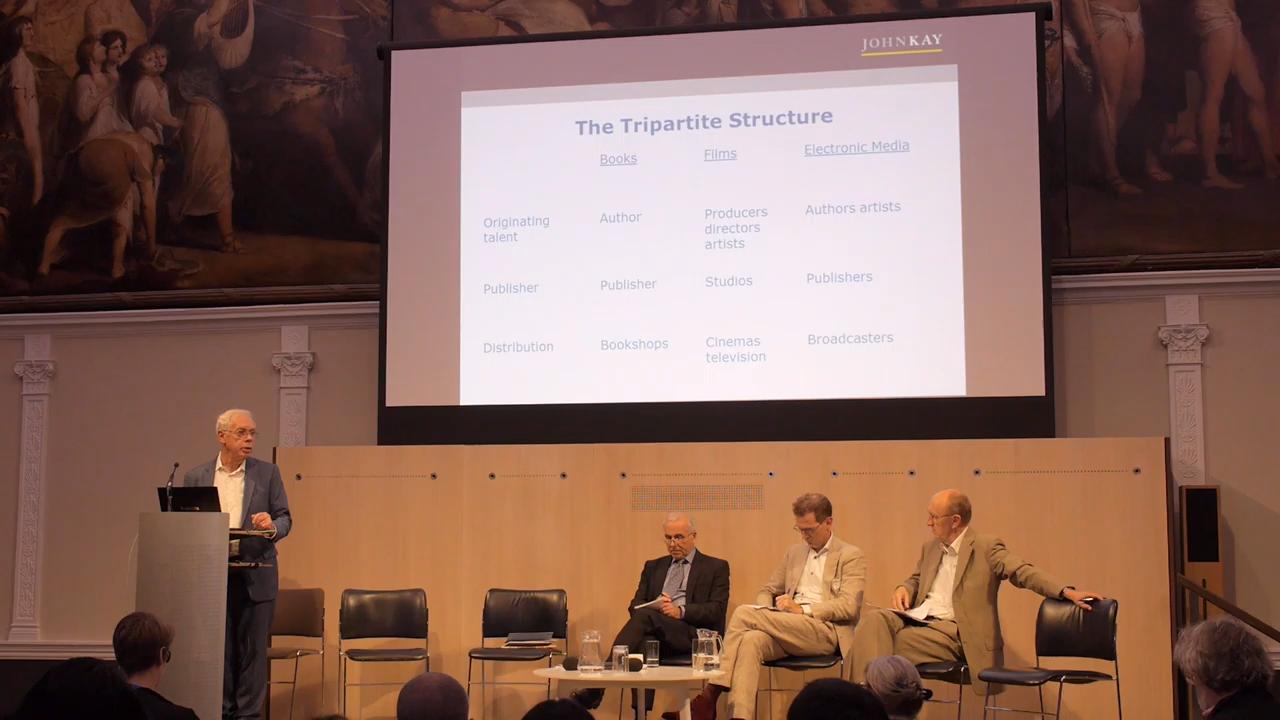 JOHNKAY
The Tripartite Structure
Books Films Electronic Media
Originating talent Author Producers directors artists Authors artists
Publisher Publisher Studios Publishers
Distribution Bookshops Cinemas television Broadcasters